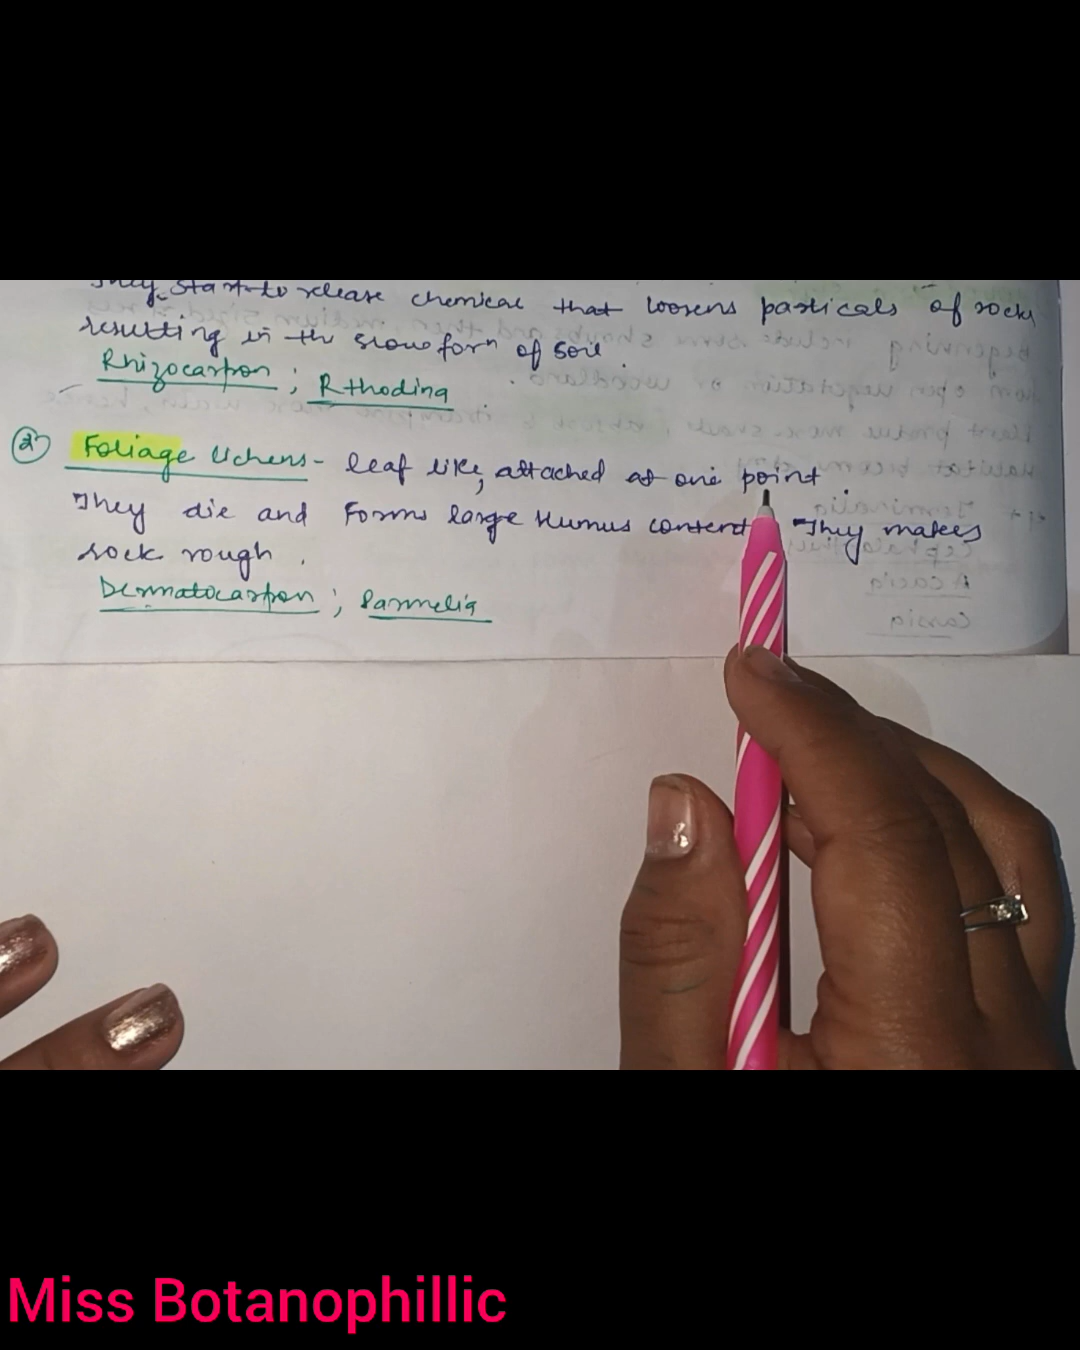 They start to release chemical that loosens particals of rocks
resulting in the slow formⁿ of soil
Rhizocarpon ; Rthodina
2) Foliage lichens - leaf like, attached at one point.
They die and forms large Humus content They makes
rock rough.
Dermatocarpon ; Parmelia
Miss Botanophillic